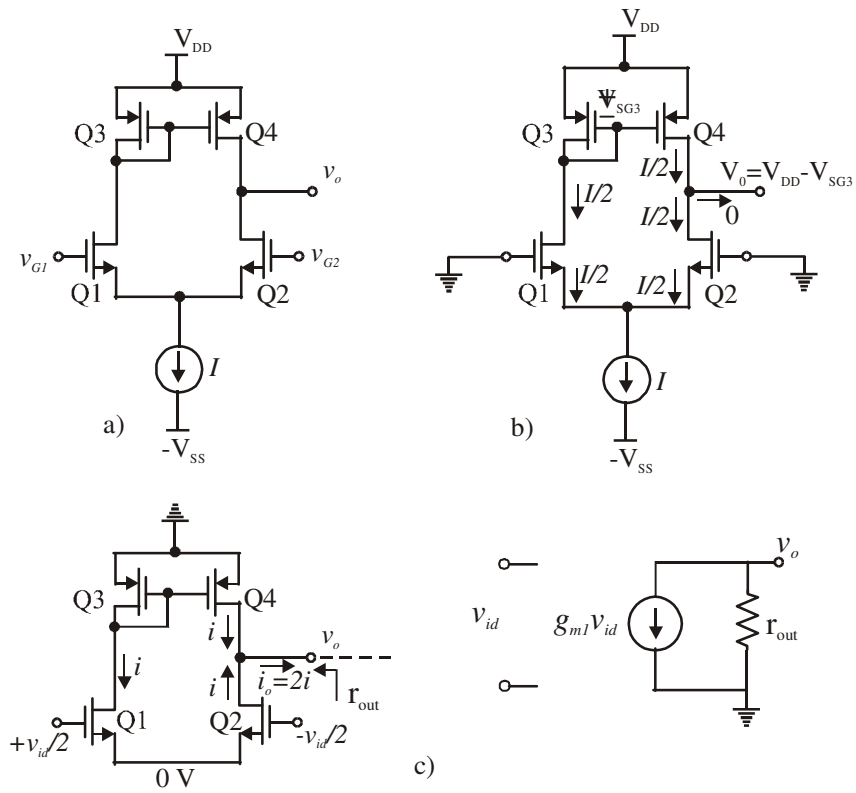 V_DD
Q3
Q4
v_o
v_G1
v_G2
Q1
Q2
I
-V_SS
a)
V_DD
V_SG3
Q3
Q4
I/2
V_0=V_DD-V_SG3
I/2
I/2
0
Q1
I/2
I/2
Q2
I
-V_SS
b)
Q3
Q4
i
v_o
i
i
i_o=2i
r_out
Q1
Q2
+v_id/2
-v_id/2
0 V
c)
v_o
v_id
g_m1v_id
r_out